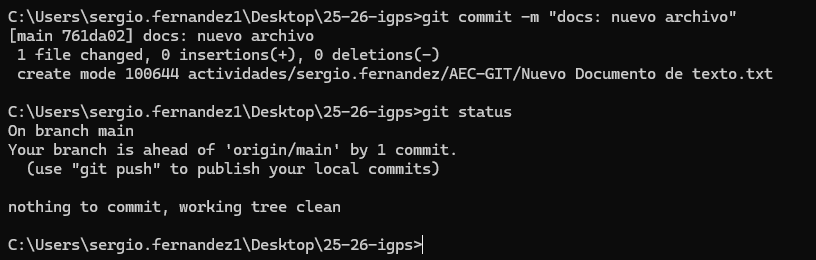 C:\Users\sergio.fernandez1\Desktop\25-26-igps>git commit -m "docs: nuevo archivo"
[main 761da02] docs: nuevo archivo
 1 file changed, 0 insertions(+), 0 deletions(-)
 create mode 100644 actividades/sergio.fernandez/AEC-GIT/Nuevo Documento de texto.txt
C:\Users\sergio.fernandez1\Desktop\25-26-igps>git status
On branch main
Your branch is ahead of 'origin/main' by 1 commit.
  (use "git push" to publish your local commits)
nothing to commit, working tree clean
C:\Users\sergio.fernandez1\Desktop\25-26-igps>